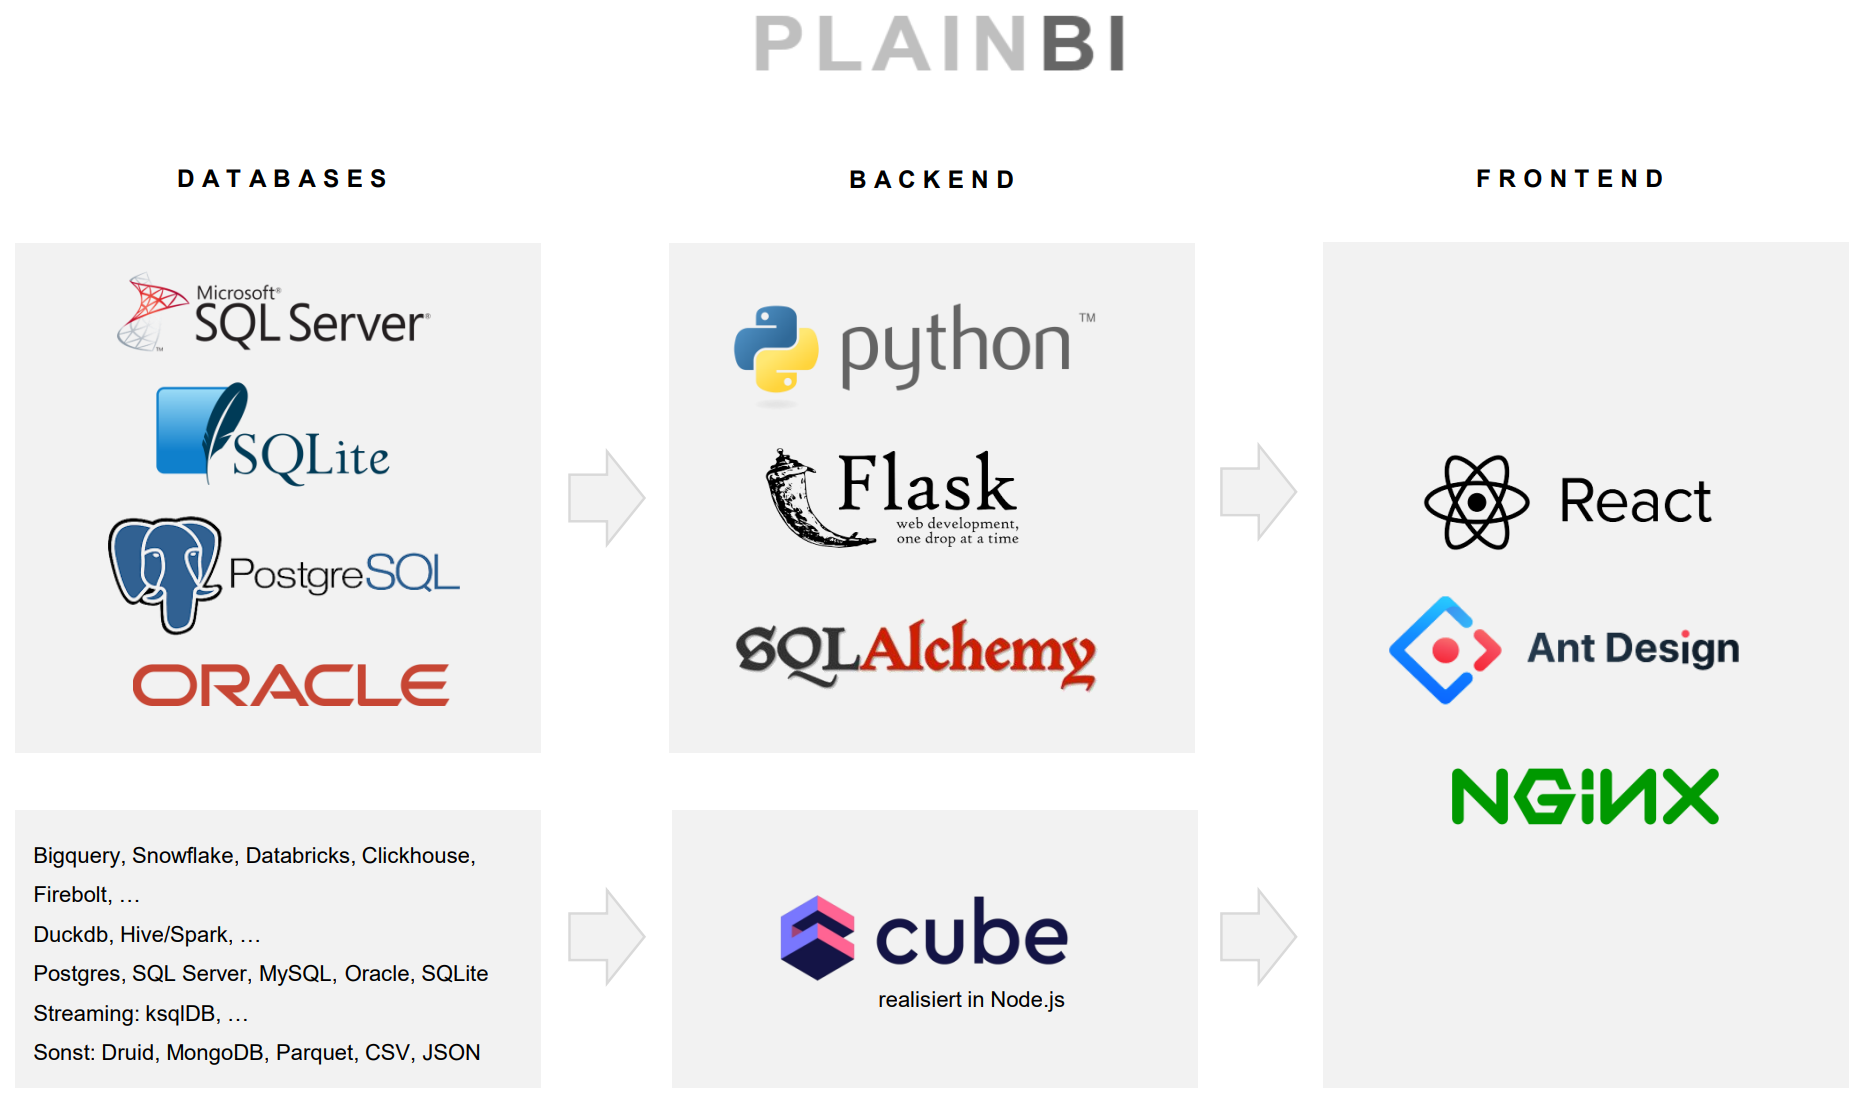 PLAINBI
DATABASES
BACKEND
FRONTEND
Microsoft®
SQL Server®
™
SQLite
PostgreSQL
ORACLE
python™
Flask
web development,
one drop at a time
SQLAlchemy
React
Ant Design
NGINX
Bigquery, Snowflake, Databricks, Clickhouse,
Firebolt, …
Duckdb, Hive/Spark, …
Postgres, SQL Server, MySQL, Oracle, SQLite
Streaming: ksqlDB, …
Sonst: Druid, MongoDB, Parquet, CSV, JSON
cube
realisiert in Node.js